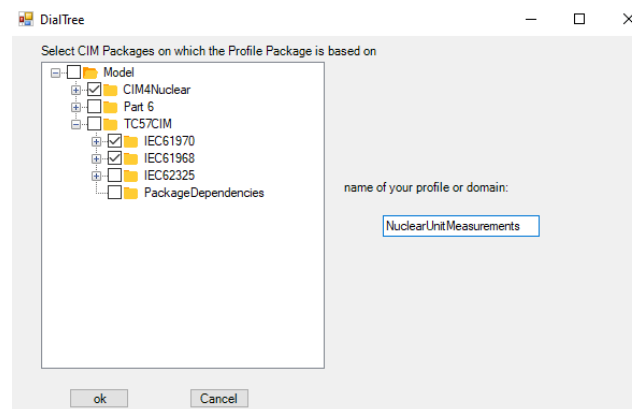 DialTree
Select CIM Packages on which the Profile Package is based on
Model
CIM4Nuclear
Part 6
TC57CIM
IEC61970
IEC61968
IEC62325
PackageDependencies
name of your profile or domain:
NuclearUnitMeasurements
ok Cancel